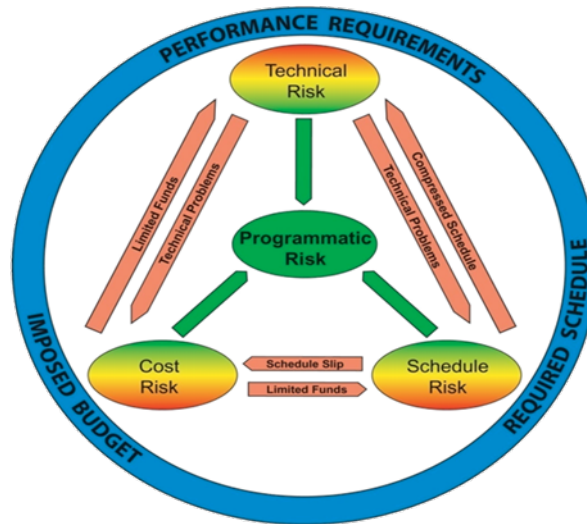 PERFORMANCE REQUIREMENTS
Technical
Risk
Limited Funds
Technical Problems
Technical Problems
Compressed Schedule
Programmatic
Risk
IMPOSED BUDGET
REQUIRED SCHEDULE
Cost
Risk
Schedule Slip
Limited Funds
Schedule
Risk